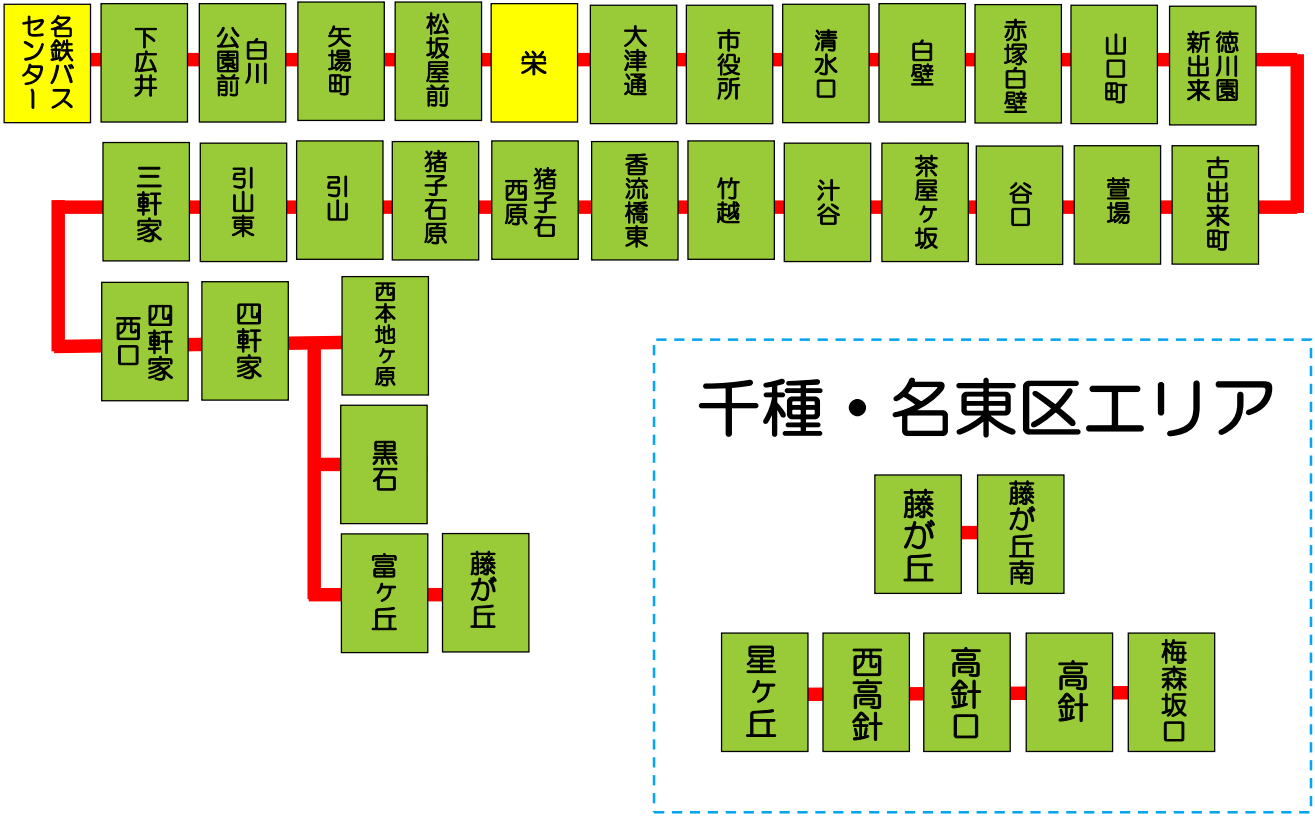 名鉄バス
センター
下広井
白川
公園前
矢場町
松坂屋前
栄
大津通
市役所
清水口
白壁
赤塚白壁
山口町
徳川園
新出来
古出来町
萱場
谷口
茶屋ヶ坂
汁谷
竹越
香流橋東
猪子石
西原
猪子石原
引山
引山東
三軒家
四軒家
西口
四軒家
西本地ヶ原
黒石
富ヶ丘
藤が丘
千種・名東区エリア
藤が丘
藤が丘南
星ヶ丘
西高針
高針口
高針
梅森坂口